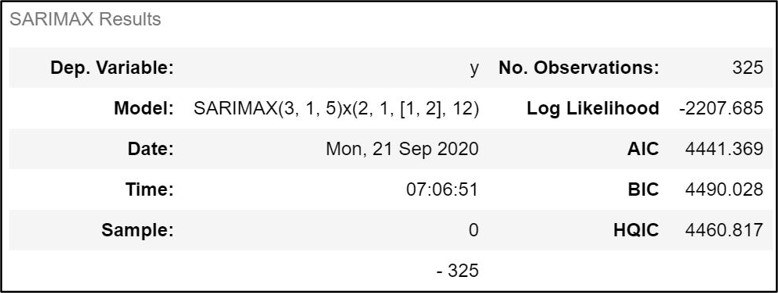 SARIMAX Results
Dep. Variable: y No. Observations: 325
Model: SARIMAX(3, 1, 5)x(2, 1, [1, 2], 12) Log Likelihood -2207.685
Date: Mon, 21 Sep 2020 AIC 4441.369
Time: 07:06:51 BIC 4490.028
Sample: 0 HQIC 4460.817
- 325